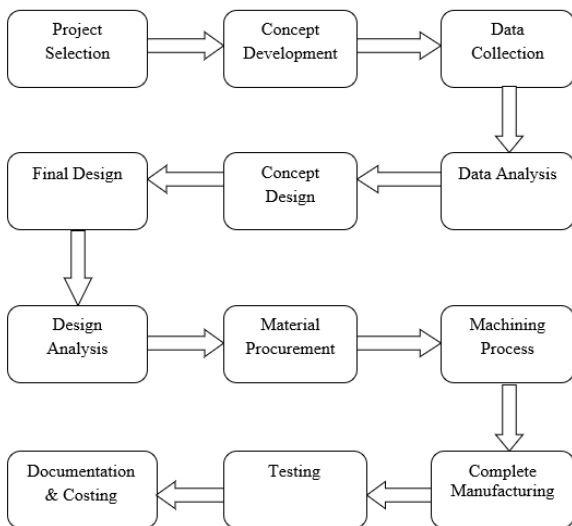 Project
Selection
Concept
Development
Data
Collection
Final Design
Concept
Design
Data Analysis
Design
Analysis
Material
Procurement
Machining
Process
Documentation
& Costing
Testing
Complete
Manufacturing